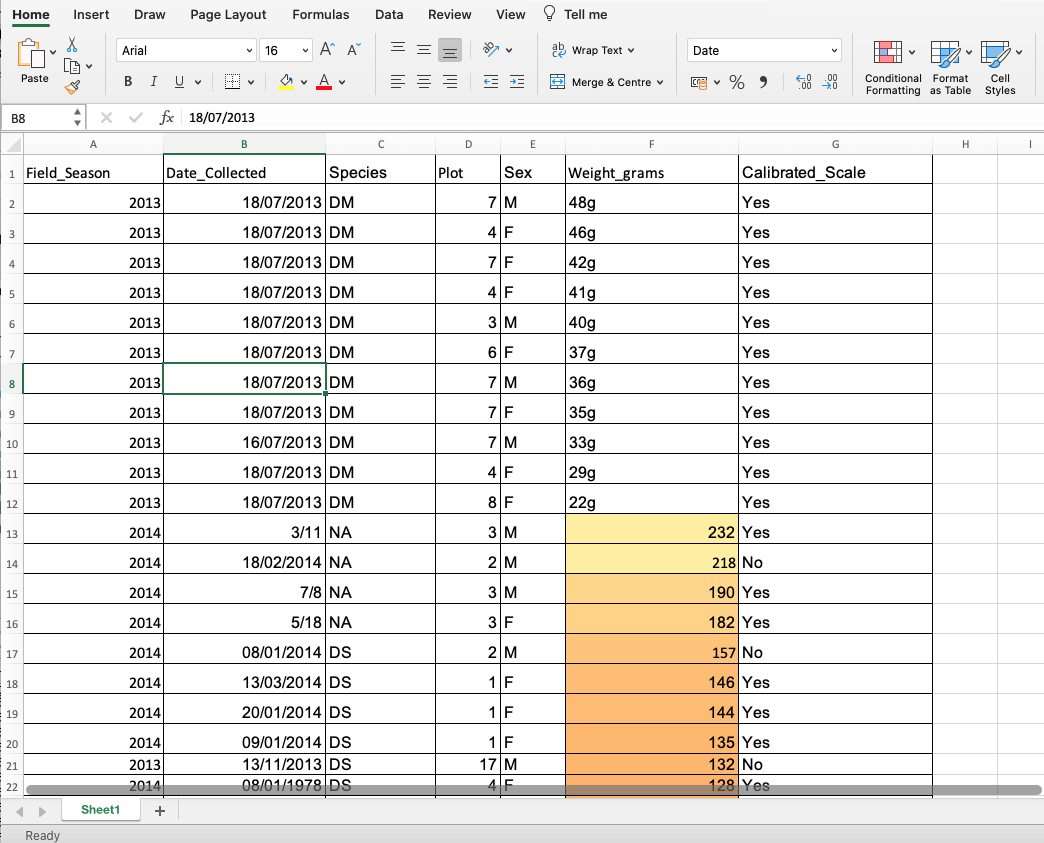 Home Insert Draw Page Layout Formulas Data Review View Tell me
Arial 16 A A ab Wrap Text Date
Paste B I U A Merge & Centre % Conditional Formatting Format as Table Cell Styles
B8 fx 18/07/2013
A B C D E F G H I
1 Field_Season Date_Collected Species Plot Sex Weight_grams Calibrated_Scale
2 2013 18/07/2013 DM 7 M 48g Yes
3 2013 18/07/2013 DM 4 F 46g Yes
4 2013 18/07/2013 DM 7 F 42g Yes
5 2013 18/07/2013 DM 4 F 41g Yes
6 2013 18/07/2013 DM 3 M 40g Yes
7 2013 18/07/2013 DM 6 F 37g Yes
8 2013 18/07/2013 DM 7 M 36g Yes
9 2013 18/07/2013 DM 7 F 35g Yes
10 2013 16/07/2013 DM 7 M 33g Yes
11 2013 18/07/2013 DM 4 F 29g Yes
12 2013 18/07/2013 DM 8 F 22g Yes
13 2014 3/11 NA 3 M 232 Yes
14 2014 18/02/2014 NA 2 M 218 No
15 2014 7/8 NA 3 M 190 Yes
16 2014 5/18 NA 3 F 182 Yes
17 2014 08/01/2014 DS 2 M 157 No
18 2014 13/03/2014 DS 1 F 146 Yes
19 2014 20/01/2014 DS 1 F 144 Yes
20 2014 09/01/2014 DS 1 F 135 Yes
21 2013 13/11/2013 DS 17 M 132 No
22 2014 08/01/1978 DS 4 F 128 Yes
Sheet1 +
Ready